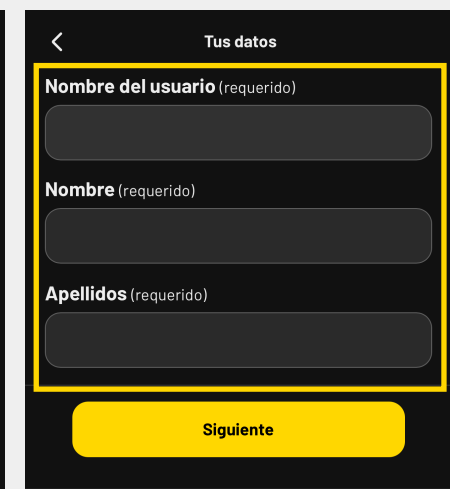 Tus datos
Nombre del usuario (requerido)
Nombre (requerido)
Apellidos (requerido)
Siguiente